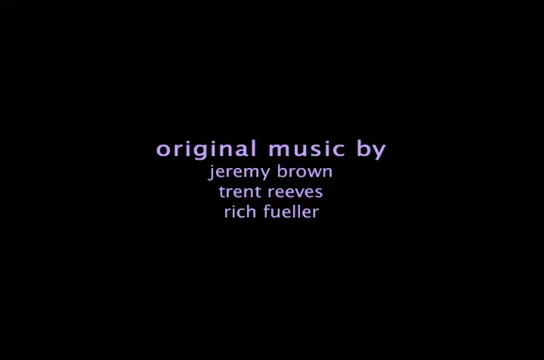 original music by
jeremy brown
trent reeves
rich fueller